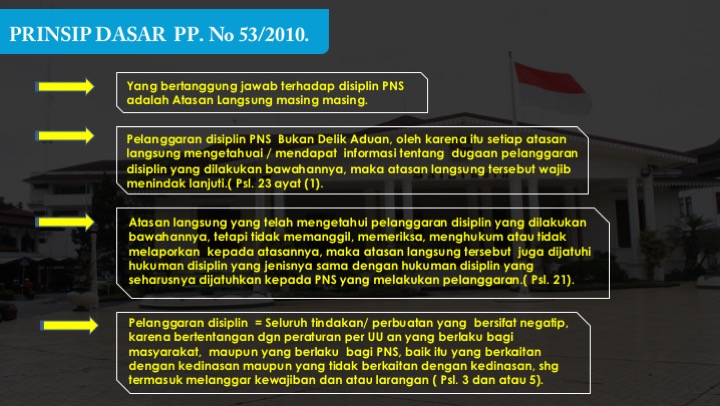 PRINSIP DASAR PP. No 53/2010.
Yang bertanggung jawab terhadap disiplin PNS
adalah Atasan Langsung masing masing.
Pelanggaran disiplin PNS Bukan Delik Aduan, oleh karena itu setiap atasan
langsung mengetahuai / mendapat informasi tentang dugaan pelanggaran
disiplin yang dilakukan bawahannya, maka atasan langsung tersebut wajib
menindak lanjuti.( Psl. 23 ayat (1).
Atasan langsung yang telah mengetahui pelanggaran disiplin yang dilakukan
bawahannya, tetapi tidak memanggil, memeriksa, menghukum atau tidak
melaporkan kepada atasannya, maka atasan langsung tersebut juga dijatuhi
hukuman disiplin yang jenisnya sama dengan hukuman disiplin yang
seharusnya dijatuhkan kepada PNS yang melakukan pelanggaran.( Psl. 21).
Pelanggaran disiplin = Seluruh tindakan/ perbuatan yang bersifat negatip,
karena bertentangan dgn peraturan per UU an yang berlaku bagi
masyarakat, maupun yang berlaku bagi PNS, baik itu yang berkaitan
dengan kedinasan maupun yang tidak berkaitan dengan kedinasan, shg
termasuk melanggar kewajiban dan atau larangan ( Psl. 3 dan atau 5).